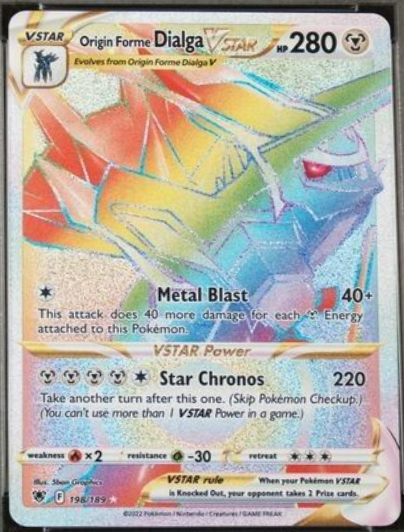 VSTAR Origin Forme Dialga VSTAR HP 280
Evolves from Origin Forme Dialga V
Metal Blast 40+
This attack does 40 more damage for each Energy
attached to this Pokémon.
VSTAR Power
Star Chronos 220
Take another turn after this one. (Skip Pokémon Checkup.)
(You can't use more than 1 VSTAR Power in a game.)
weakness ×2 resistance -30 retreat
Illus. 5ban Graphics VSTAR rule When your Pokémon VSTAR
F 198/189 is Knocked Out, your opponent takes 2 Prize cards.
©2022 Pokémon / Nintendo / Creatures / GAME FREAK